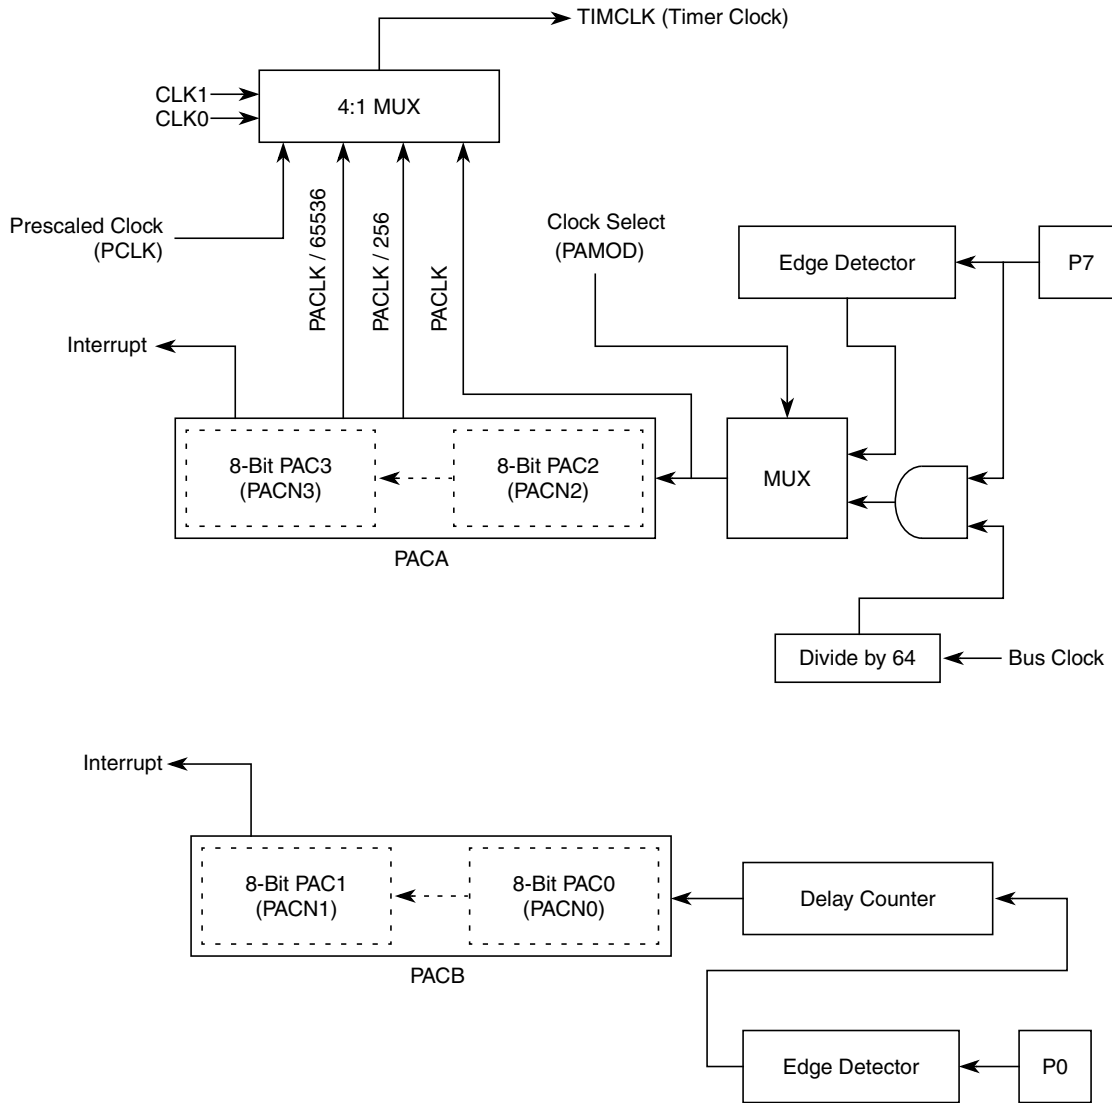 TIMCLK (Timer Clock)
CLK1
CLK0
4:1 MUX
Prescaled Clock
(PCLK)
PACLK / 65536
PACLK / 256
PACLK
Clock Select
(PAMOD)
Edge Detector
P7
Interrupt
8-Bit PAC3
(PACN3)
8-Bit PAC2
(PACN2)
MUX
PACA
Divide by 64
Bus Clock
Interrupt
8-Bit PAC1
(PACN1)
8-Bit PAC0
(PACN0)
Delay Counter
PACB
Edge Detector
P0